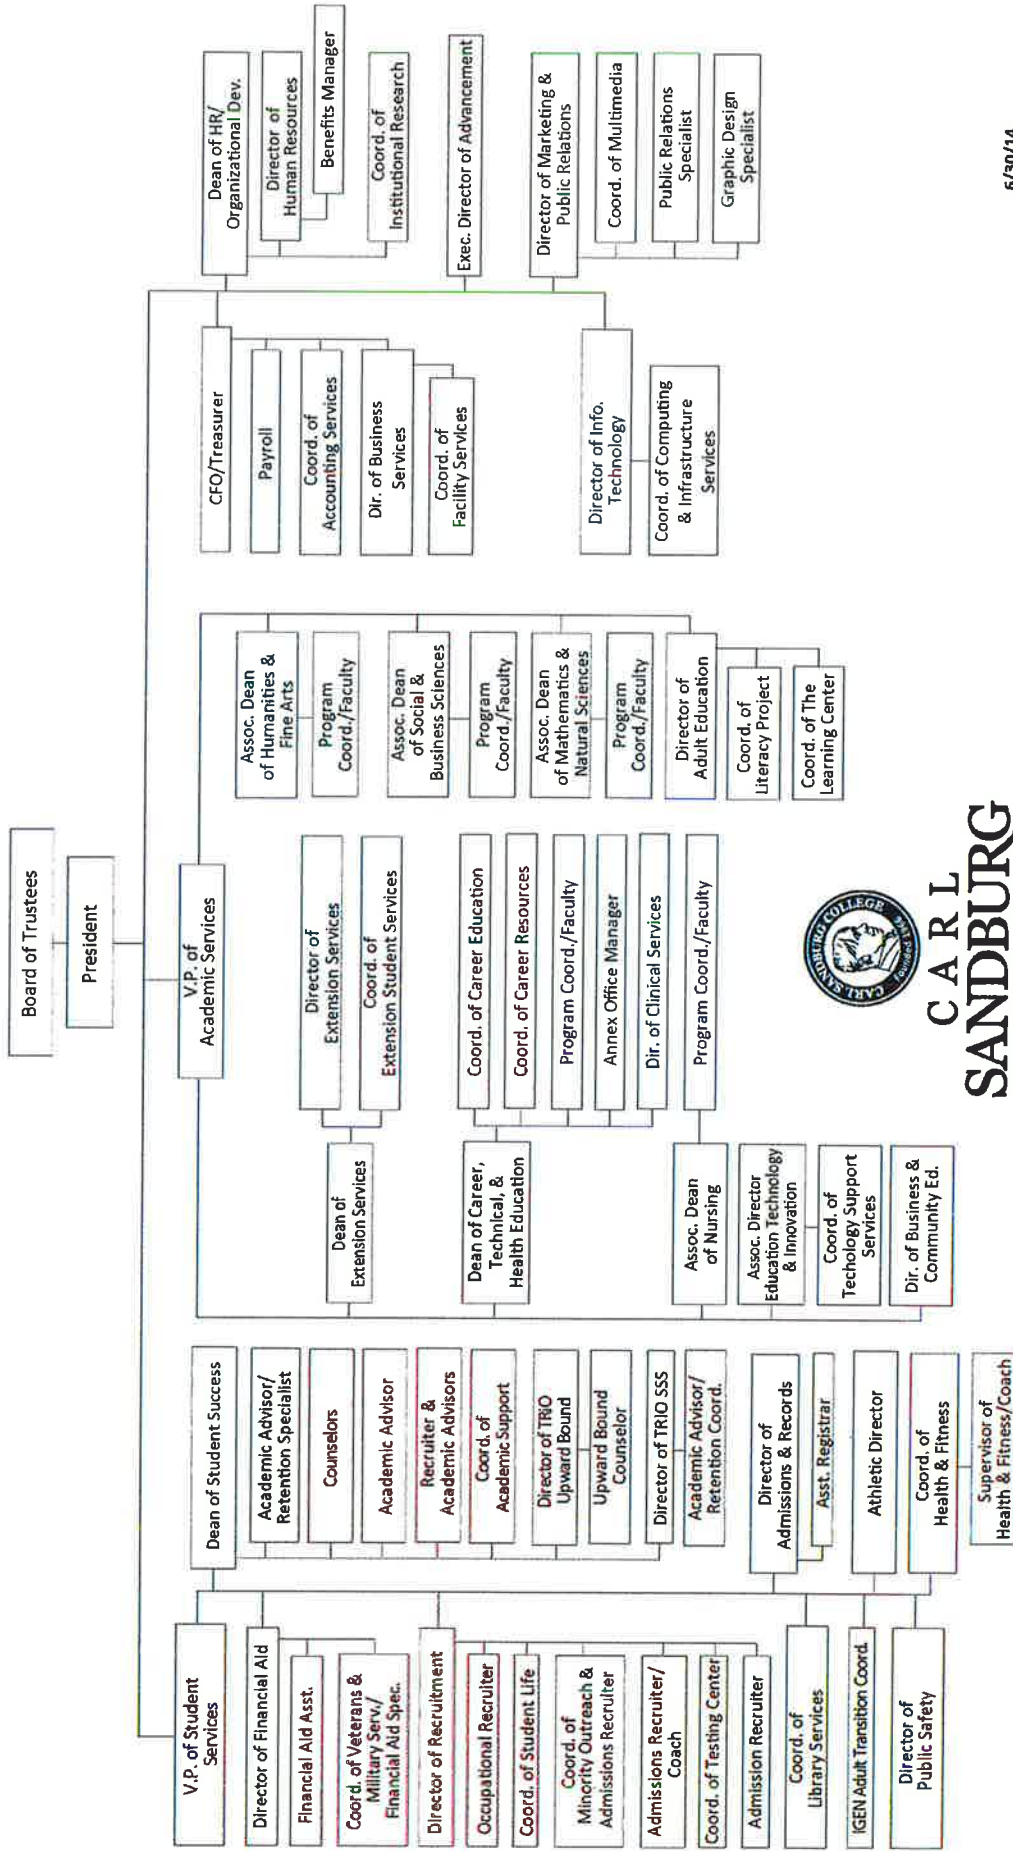 Board of Trustees
President
V.P. of Student
Services
Director of Financial Aid
Financial Aid Asst.
Coord. of Veterans &
Military Serv./
Financial Aid Spec.
Director of Recruitment
Occupational Recruiter
Coord. of Student Life
Coord. of
Minority Outreach &
Admissions Recruiter
Admissions Recruiter/
Coach
Coord. of Testing Center
Admission Recruiter
Coord. of
Library Services
IGEN Adult Transition Coord.
Director of
Public Safety
Dean of Student Success
Academic Advisor/
Retention Specialist
Counselors
Academic Advisor
Recruiter &
Academic Advisors
Coord. of
Academic Support
Director of TRiO
Upward Bound
Upward Bound
Counselor
Director of TRIO SSS
Academic Advisor/
Retention Coord.
Director of
Admissions & Records
Asst. Registrar
Athletic Director
Coord. of
Health & Fitness
Supervisor of
Health & Fitness/Coach
V.P. of
Academic Services
Dean of
Extension Services
Director of
Extension Services
Coord. of
Extension Student Services
Dean of Career,
Technical, &
Health Education
Coord. of Career Education
Coord. of Career Resources
Program Coord./Faculty
Annex Office Manager
Dir. of Clinical Services
Assoc. Dean
of Nursing
Program Coord./Faculty
Assoc. Director
Education Technology
& Innovation
Coord. of
Techology Support
Services
Dir. of Business &
Community Ed.
Assoc. Dean
of Humanities &
Fine Arts
Program
Coord./Faculty
Assoc. Dean
of Social &
Business Sciences
Program
Coord./Faculty
Assoc. Dean
of Mathematics &
Natural Sciences
Program
Coord./Faculty
Director of
Adult Education
Coord. of
Literacy Project
Coord. of The
Learning Center
CFO/Treasurer
Payroll
Coord. of
Accounting Services
Dir. of Business
Services
Coord. of
Facility Services
Director of Info.
Technology
Coord. of Computing
& Infrastructure
Services
Dean of HR/
Organizational Dev.
Director of
Human Resources
Benefits Manager
Coord. of
Institutional Research
Exec. Director of Advancement
Director of Marketing &
Public Relations
Coord. of Multimedia
Public Relations
Specialist
Graphic Design
Specialist
CARL SANDBURG COLLEGE
CARL
SANDBURG
6/30/14